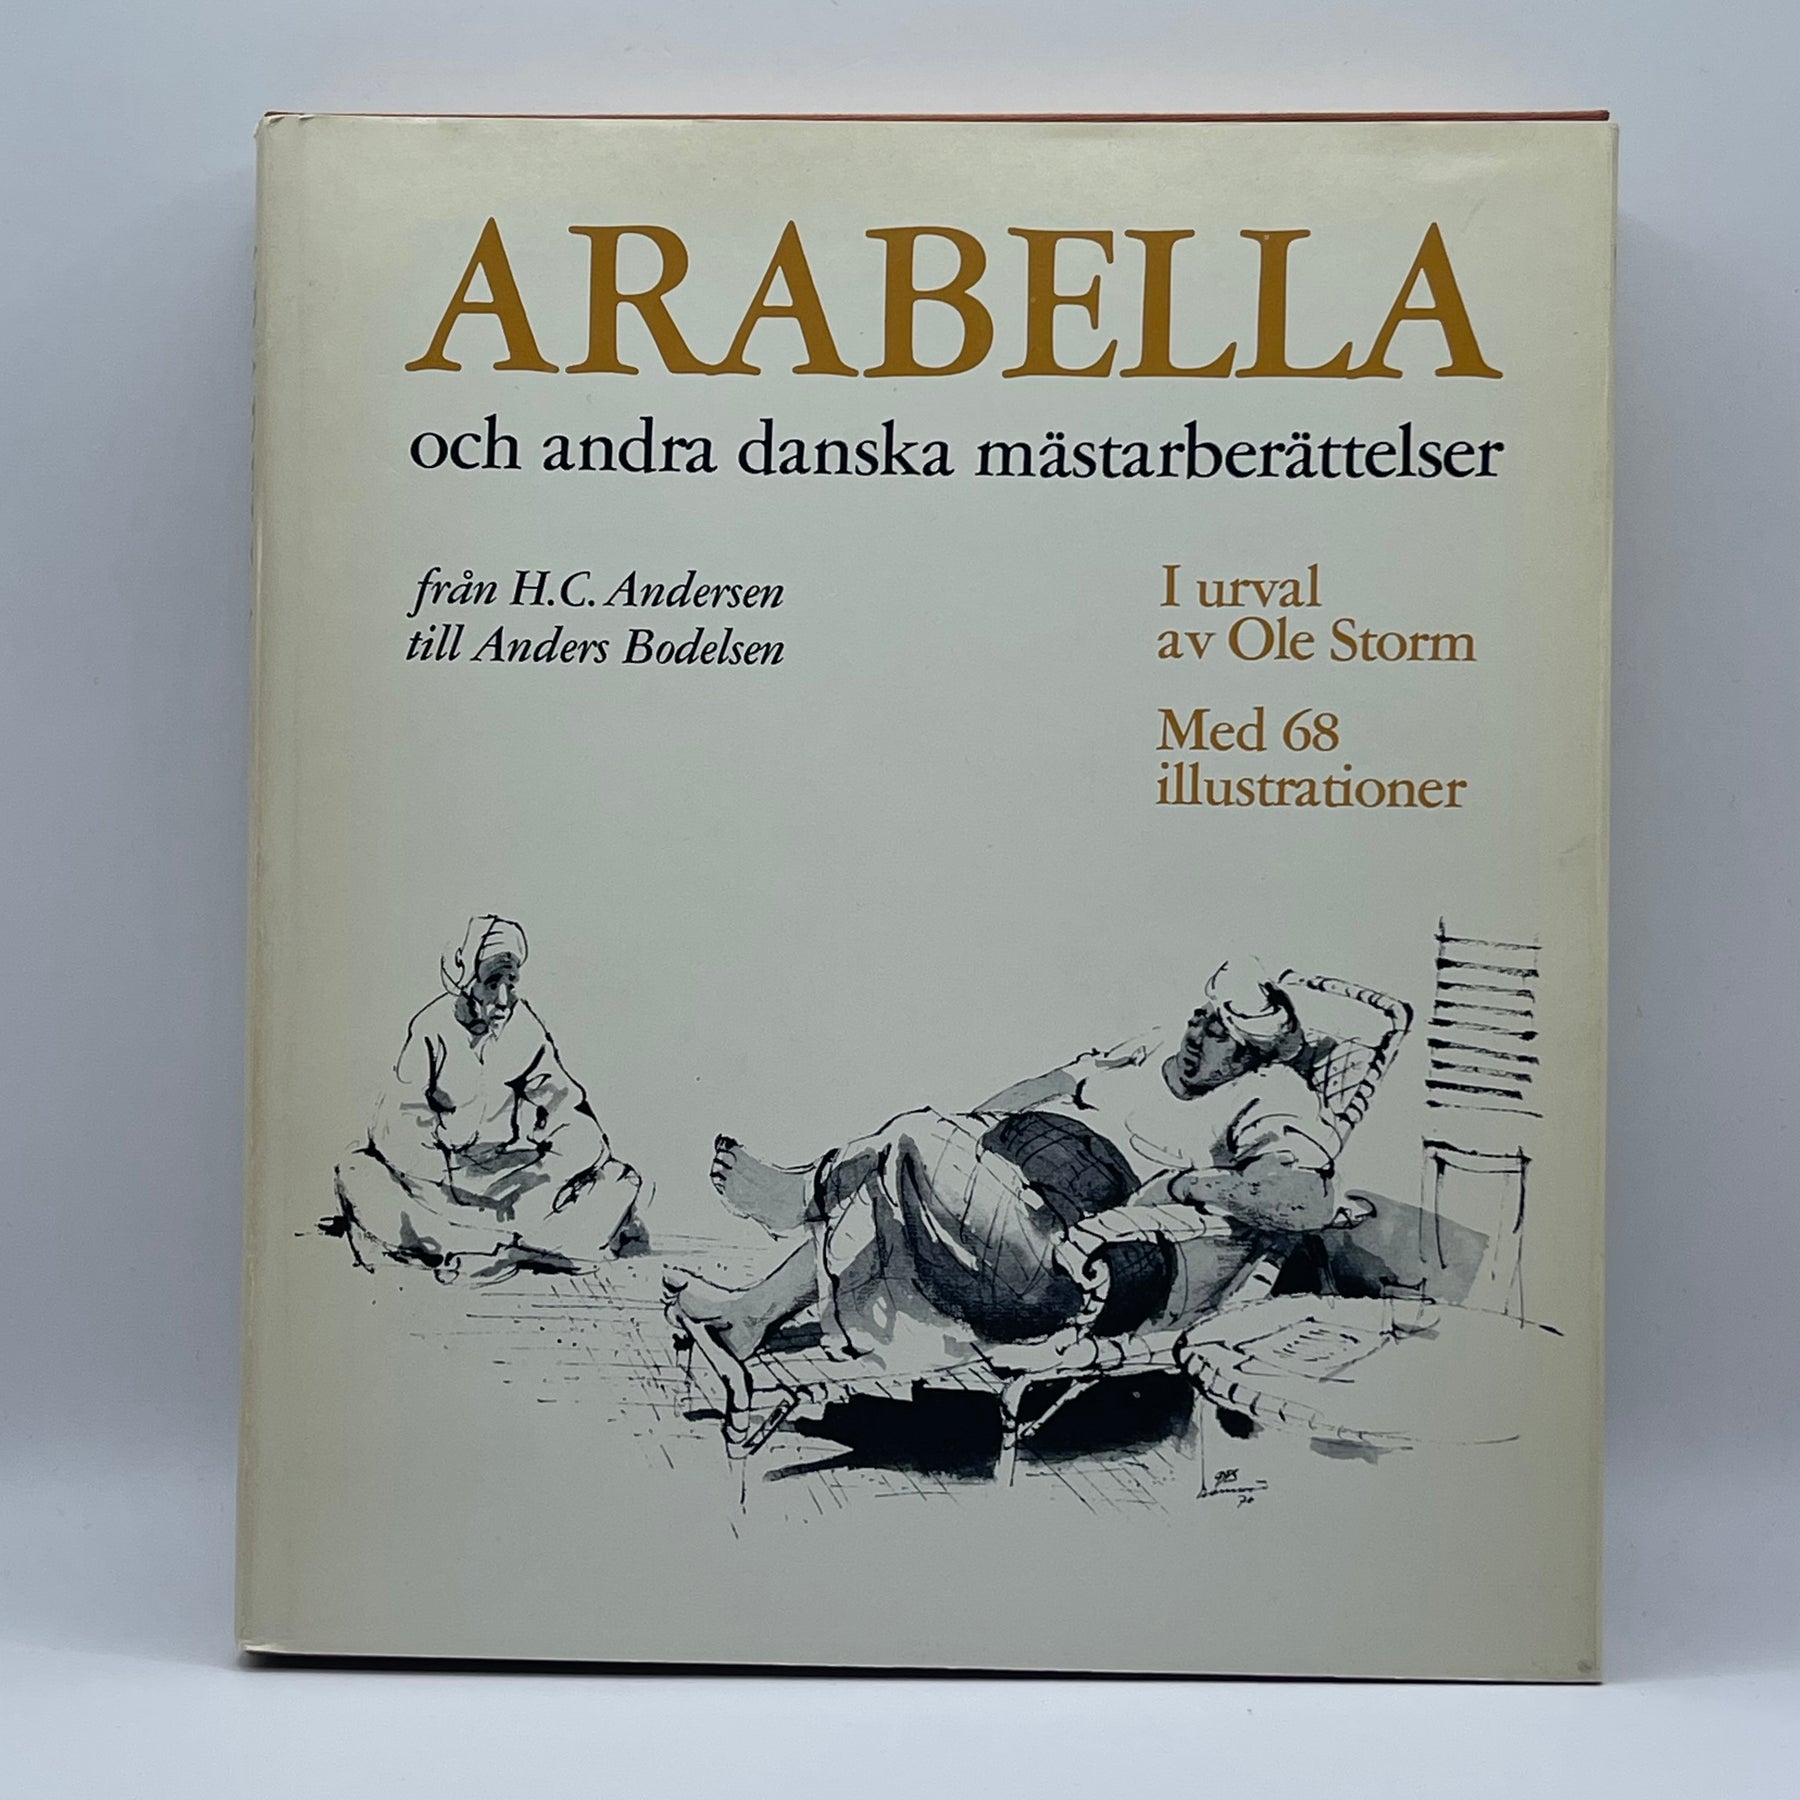 ARABELLA
och andra danska mästarberättelser
från H.C. Andersen
till Anders Bodelsen
I urval
av Ole Storm
Med 68
illustrationer